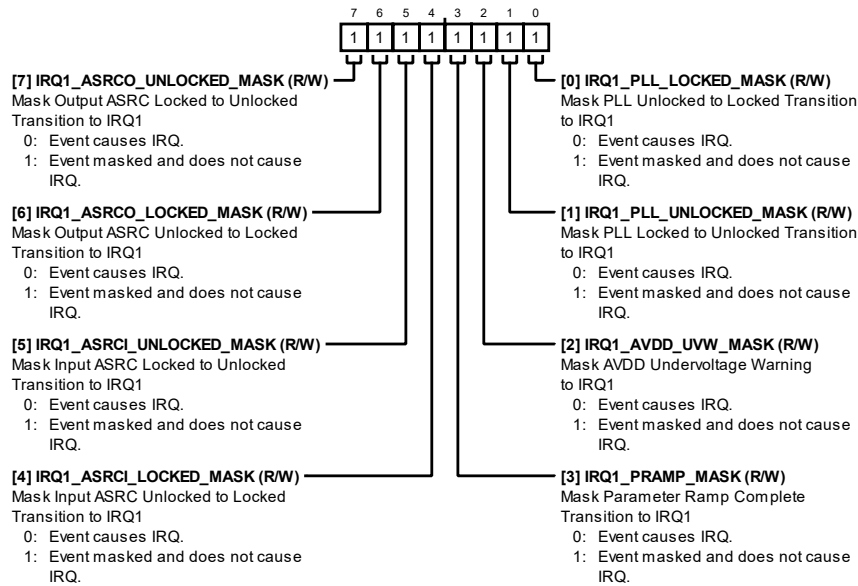 7 6 5 4 3 2 1 0
1 1 1 1 1 1 1 1
[7] IRQ1_ASRCO_UNLOCKED_MASK (R/W)
Mask Output ASRC Locked to Unlocked
Transition to IRQ1
0: Event causes IRQ.
1: Event masked and does not cause
IRQ.
[6] IRQ1_ASRCO_LOCKED_MASK (R/W)
Mask Output ASRC Unlocked to Locked
Transition to IRQ1
0: Event causes IRQ.
1: Event masked and does not cause
IRQ.
[5] IRQ1_ASRCI_UNLOCKED_MASK (R/W)
Mask Input ASRC Locked to Unlocked
Transition to IRQ1
0: Event causes IRQ.
1: Event masked and does not cause
IRQ.
[4] IRQ1_ASRCI_LOCKED_MASK (R/W)
Mask Input ASRC Unlocked to Locked
Transition to IRQ1
0: Event causes IRQ.
1: Event masked and does not cause
IRQ.
[0] IRQ1_PLL_LOCKED_MASK (R/W)
Mask PLL Unlocked to Locked Transition
to IRQ1
0: Event causes IRQ.
1: Event masked and does not cause
IRQ.
[1] IRQ1_PLL_UNLOCKED_MASK (R/W)
Mask PLL Locked to Unlocked Transition
to IRQ1
0: Event causes IRQ.
1: Event masked and does not cause
IRQ.
[2] IRQ1_AVDD_UVW_MASK (R/W)
Mask AVDD Undervoltage Warning
to IRQ1
0: Event causes IRQ.
1: Event masked and does not cause
IRQ.
[3] IRQ1_PRAMP_MASK (R/W)
Mask Parameter Ramp Complete
Transition to IRQ1
0: Event causes IRQ.
1: Event masked and does not cause
IRQ.